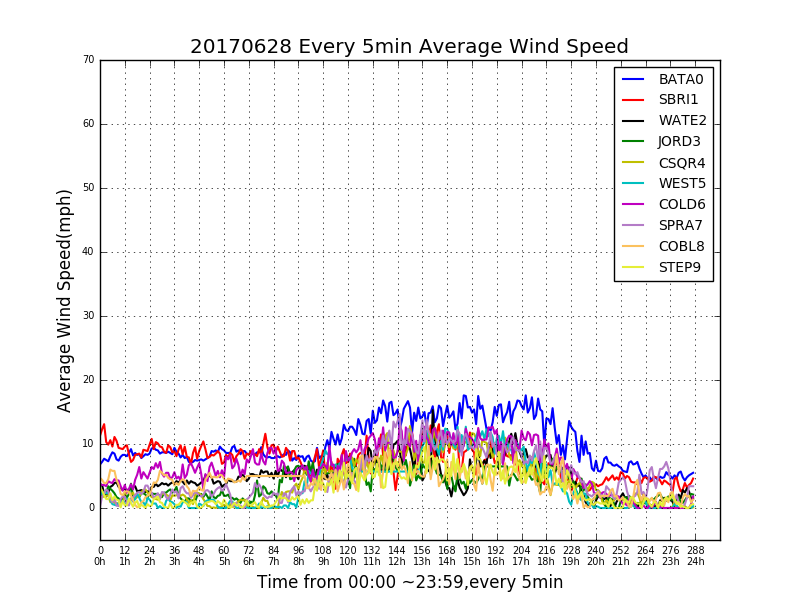 20170628 Every 5min Average Wind Speed
70
60
50
40
30
20
10
0
Average Wind Speed(mph)
BATA0
SBRI1
WATE2
JORD3
CSQR4
WEST5
COLD6
SPRA7
COBL8
STEP9
0 12 24 36 48 60 72 84 96 108 120 132 144 156 168 180 192 204 216 228 240 252 264 276 288
0h 1h 2h 3h 4h 5h 6h 7h 8h 9h 10h 11h 12h 13h 14h 15h 16h 17h 18h 19h 20h 21h 22h 23h 24h
Time from 00:00 ~23:59,every 5min